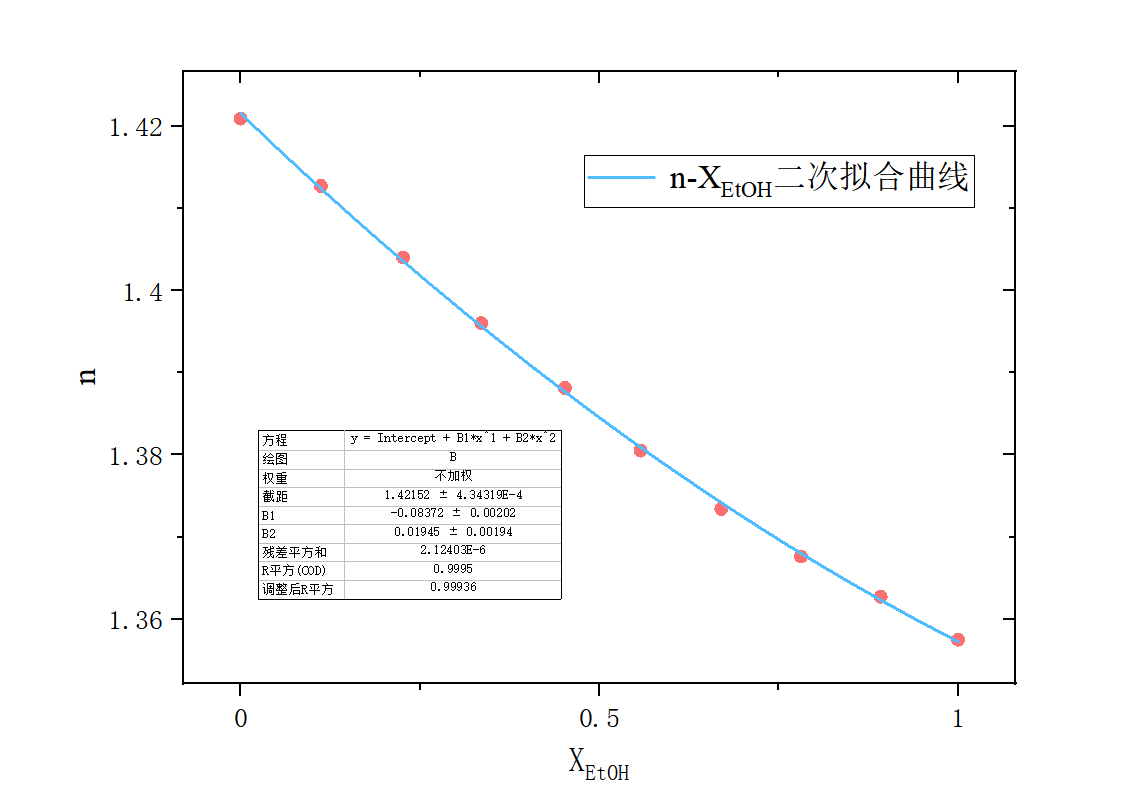 1.42
1.4
1.38
1.36
n
n-XEtOH二次拟合曲线
方程 y = Intercept + B1*x^1 + B2*x^2
绘图 B
权重 不加权
截距 1.42152 ± 4.34319E-4
B1 -0.08372 ± 0.00202
B2 0.01945 ± 0.00194
残差平方和 2.12403E-6
R平方(COD) 0.9995
调整后R平方 0.99936
0 0.5 1
XEtOH